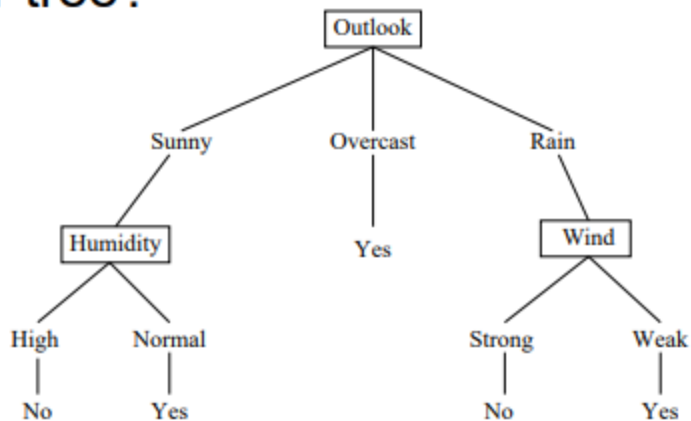 tree?
Outlook
Sunny Overcast Rain
Humidity Yes Wind
High Normal Strong Weak
No Yes No Yes